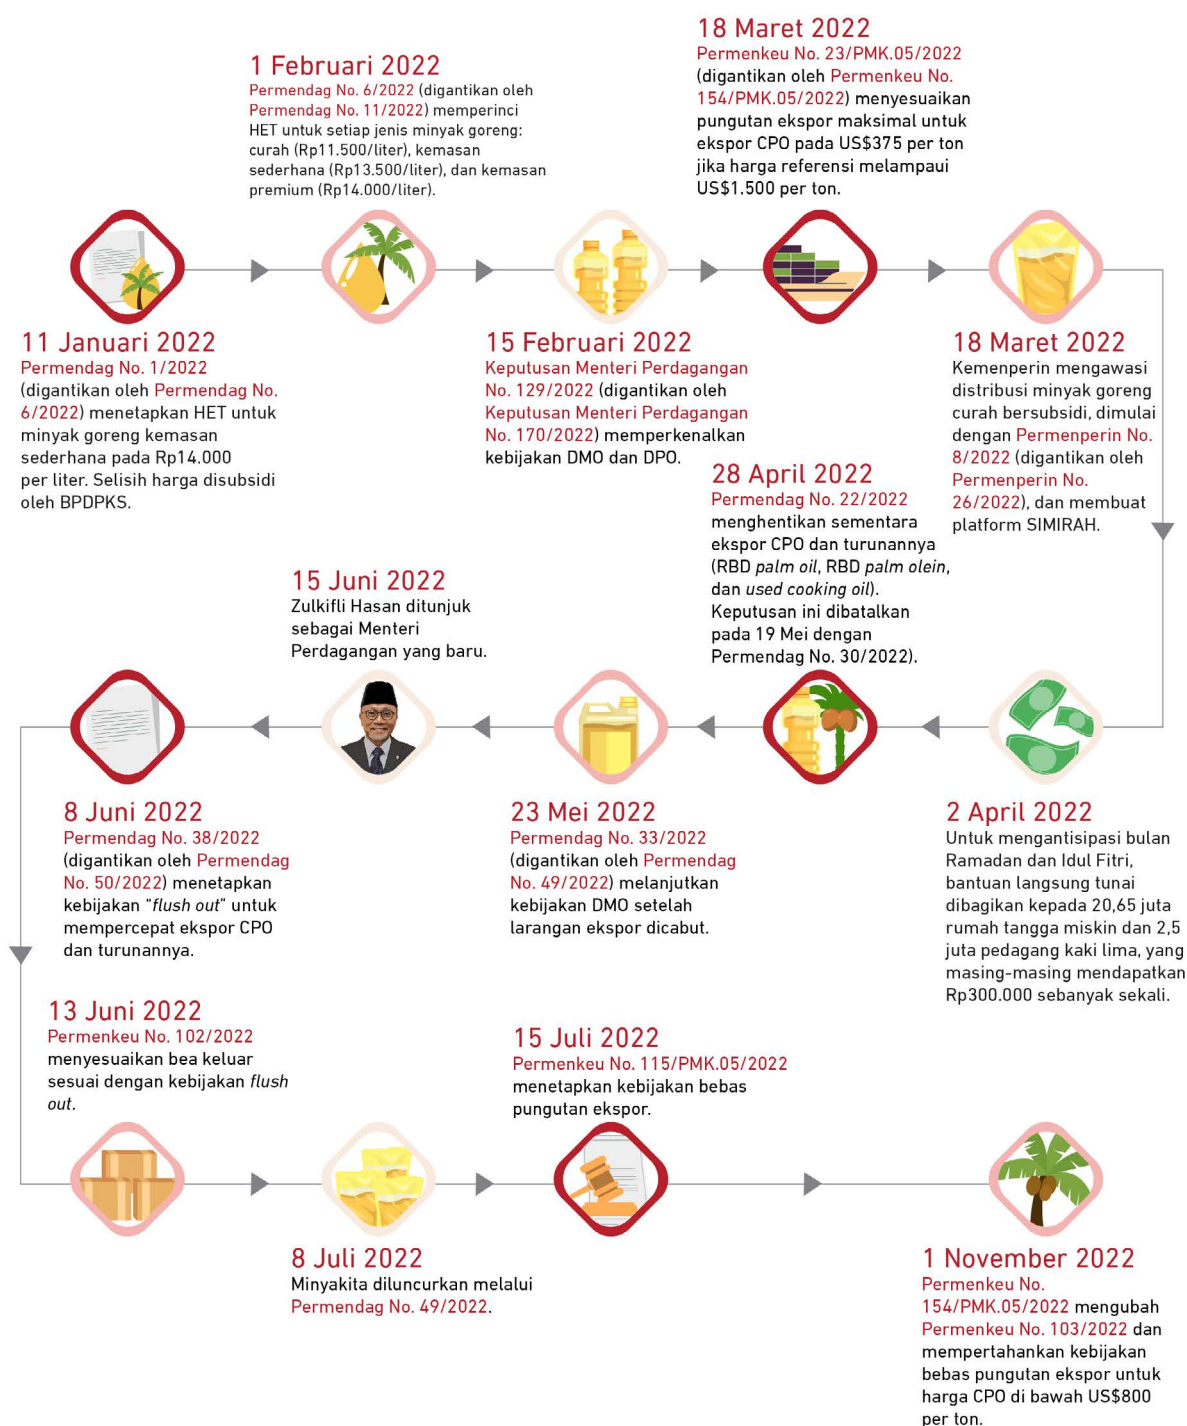 11 Januari 2022
Permendag No. 1/2022
(digantikan oleh Permendag No.
6/2022) menetapkan HET untuk
minyak goreng kemasan
sederhana pada Rp14.000
per liter. Selisih harga disubsidi
oleh BPDPKS.
1 Februari 2022
Permendag No. 6/2022 (digantikan oleh
Permendag No. 11/2022) memperinci
HET untuk setiap jenis minyak goreng:
curah (Rp11.500/liter), kemasan
sederhana (Rp13.500/liter), dan kemasan
premium (Rp14.000/liter).
15 Februari 2022
Keputusan Menteri Perdagangan
No. 129/2022 (digantikan oleh
Keputusan Menteri Perdagangan
No. 170/2022) memperkenalkan
kebijakan DMO dan DPO.
18 Maret 2022
Permenkeu No. 23/PMK.05/2022
(digantikan oleh Permenkeu No.
154/PMK.05/2022) menyesuaikan
pungutan ekspor maksimal untuk
ekspor CPO pada US$375 per ton
jika harga referensi melampaui
US$1.500 per ton.
18 Maret 2022
Kemenperin mengawasi
distribusi minyak goreng
curah bersubsidi, dimulai
dengan Permenperin No.
8/2022 (digantikan oleh
Permenperin No.
26/2022), dan membuat
platform SIMIRAH.
2 April 2022
Untuk mengantisipasi bulan
Ramadan dan Idul Fitri,
bantuan langsung tunai
dibagikan kepada 20,65 juta
rumah tangga miskin dan 2,5
juta pedagang kaki lima, yang
masing-masing mendapatkan
Rp300.000 sebanyak sekali.
28 April 2022
Permendag No. 22/2022
menghentikan sementara
ekspor CPO dan turunannya
(RBD palm oil, RBD palm olein,
dan used cooking oil).
Keputusan ini dibatalkan
pada 19 Mei dengan
Permendag No. 30/2022).
23 Mei 2022
Permendag No. 33/2022
(digantikan oleh Permendag
No. 49/2022) melanjutkan
kebijakan DMO setelah
larangan ekspor dicabut.
15 Juni 2022
Zulkifli Hasan ditunjuk
sebagai Menteri
Perdagangan yang baru.
8 Juni 2022
Permendag No. 38/2022
(digantikan oleh Permendag
No. 50/2022) menetapkan
kebijakan “flush out” untuk
mempercepat ekspor CPO
dan turunannya.
13 Juni 2022
Permenkeu No. 102/2022
menyesuaikan bea keluar
sesuai dengan kebijakan flush
out.
8 Juli 2022
Minyakita diluncurkan melalui
Permendag No. 49/2022.
15 Juli 2022
Permenkeu No. 115/PMK.05/2022
menetapkan kebijakan bebas
pungutan ekspor.
1 November 2022
Permenkeu No.
154/PMK.05/2022 mengubah
Permenkeu No. 103/2022 dan
mempertahankan kebijakan
bebas pungutan ekspor untuk
harga CPO di bawah US$800
per ton.